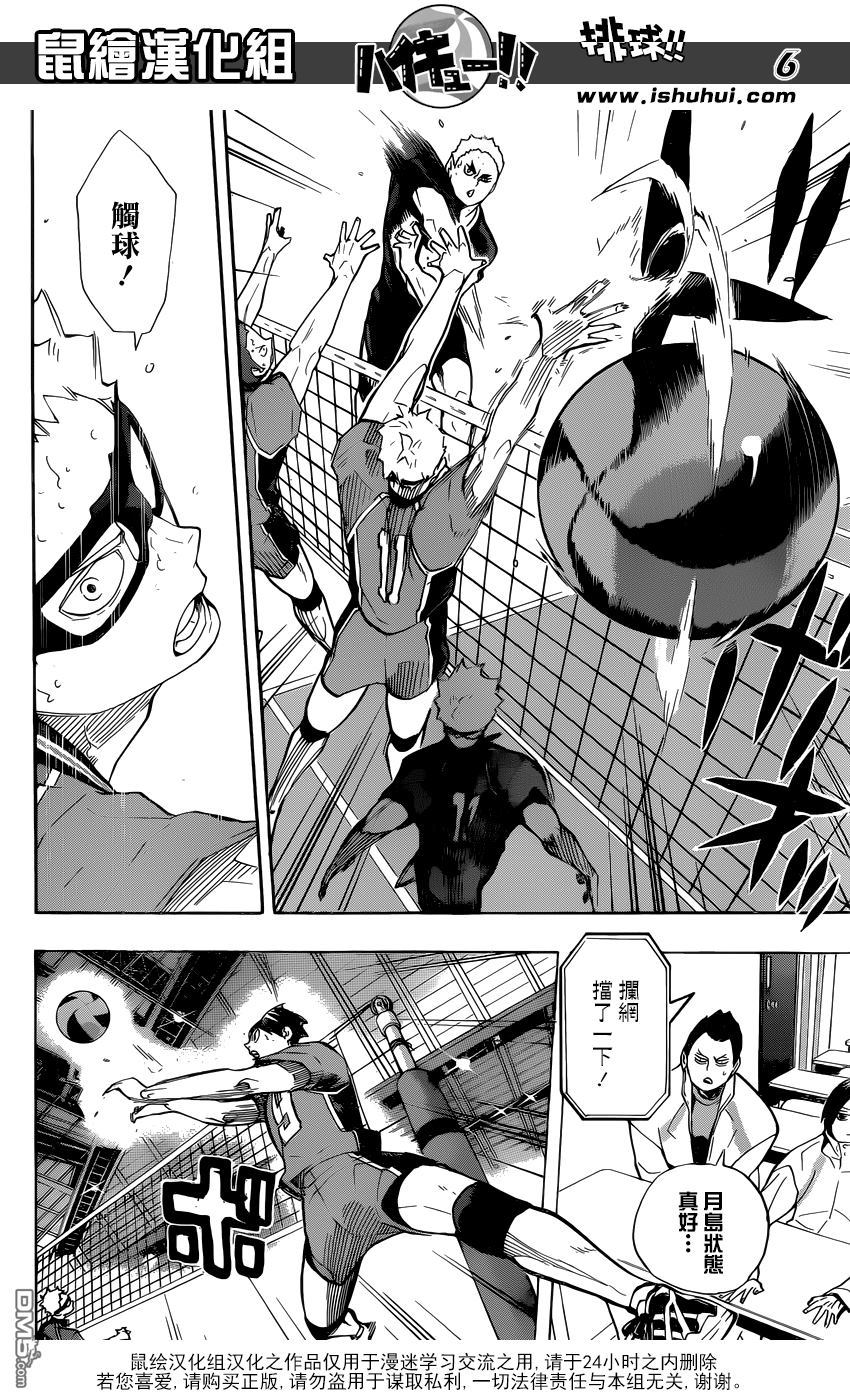 鼠繪漢化組
ハイキュー!!
排球!!
6
www.ishuhui.com
觸球!
11
11
攔網
擋了一下!
月島狀態
真好…
DM5
鼠绘汉化组汉化之作品仅用于漫迷学习交流之用, 请于24小时之内删除
若您喜爱, 请购买正版, 请勿盗用于谋取私利, 一切法律责任与本组无关, 谢谢。